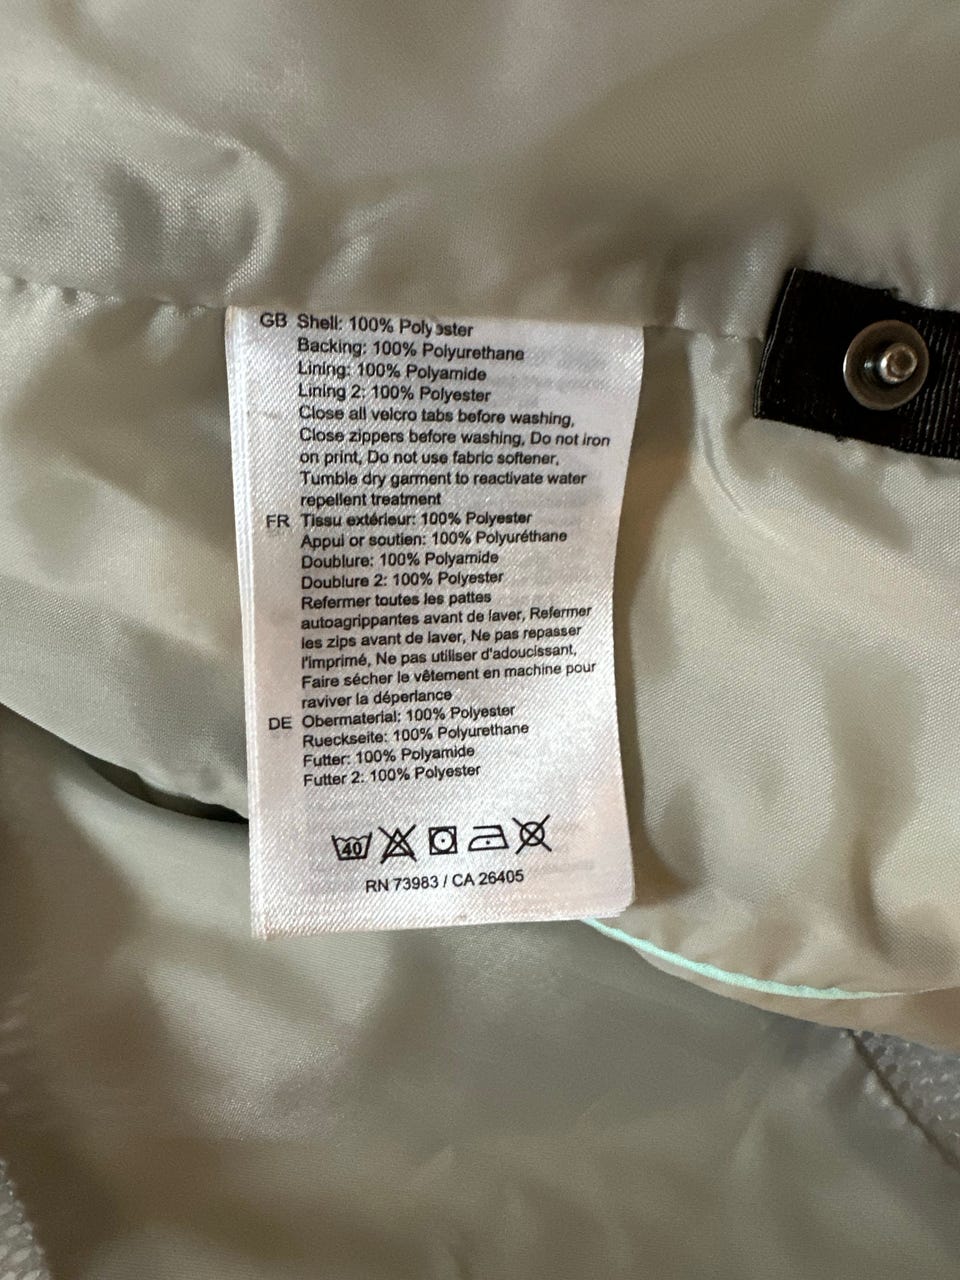 GB Shell: 100% Polyester
Backing: 100% Polyurethane
Lining: 100% Polyamide
Lining 2: 100% Polyester
Close all velcro tabs before washing,
Close zippers before washing, Do not iron
on print, Do not use fabric softener,
Tumble dry garment to reactivate water
repellent treatment
FR Tissu extérieur: 100% Polyester
Appui or soutien: 100% Polyuréthane
Doublure: 100% Polyamide
Doublure 2: 100% Polyester
Refermer toutes les pattes
autoagrippantes avant de laver, Refermer
les zips avant de laver, Ne pas repasser
l'imprimé, Ne pas utiliser d'adoucissant,
Faire sécher le vêtement en machine pour
raviver la déperlance
DE Obermaterial: 100% Polyester
Rueckseite: 100% Polyurethane
Futter: 100% Polyamide
Futter 2: 100% Polyester
40
RN 73983 / CA 26405